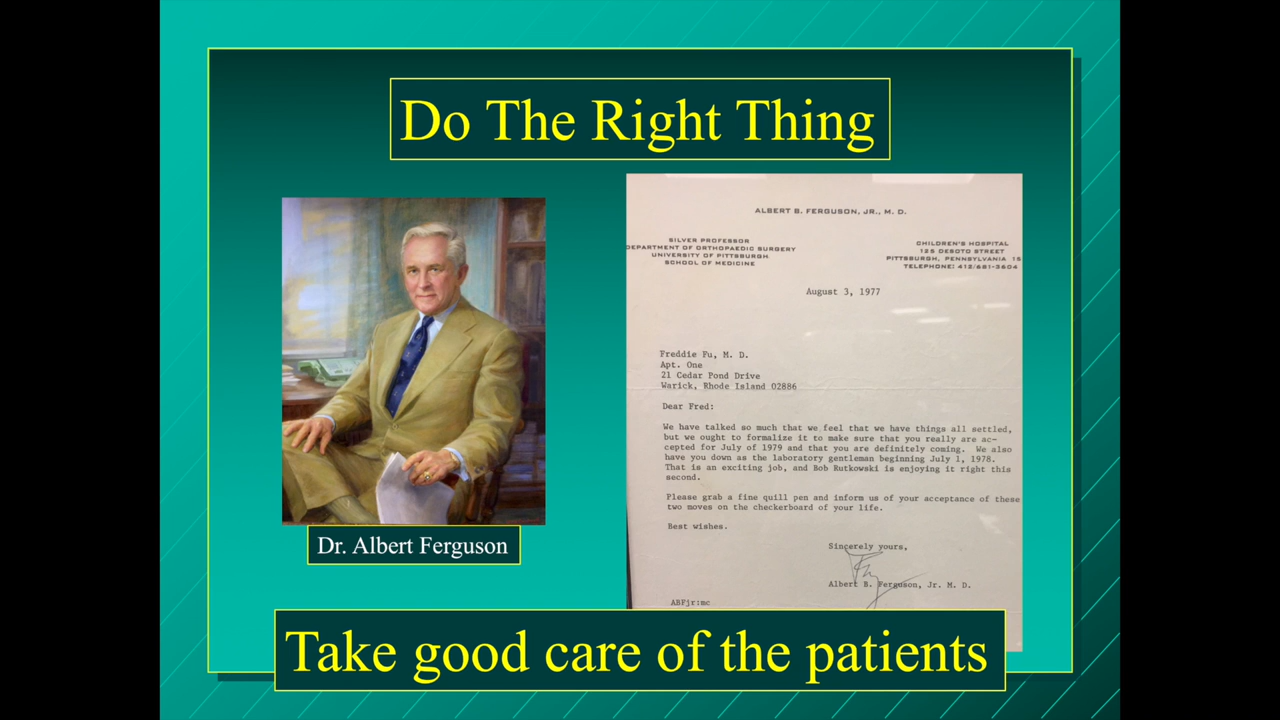 Do The Right Thing
ALBERT B. FERGUSON, JR., M. D.
SILVER PROFESSOR
DEPARTMENT OF ORTHOPAEDIC SURGERY
UNIVERSITY OF PITTSBURGH
SCHOOL OF MEDICINE
CHILDREN'S HOSPITAL
125 DESOTO STREET
PITTSBURGH, PENNSYLVANIA 15
TELEPHONE: 412/681-3604
August 3, 1977
Freddie Fu, M. D.
Apt. One
21 Cedar Pond Drive
Warick, Rhode Island 02886
Dear Fred:
We have talked so much that we feel that we have things all settled,
but we ought to formalize it to make sure that you really are ac-
cepted for July of 1979 and that you are definitely coming. We also
have you down as the laboratory gentleman beginning July 1, 1978.
That is an exciting job, and Bob Rutkowski is enjoying it right this
second.
Please grab a fine quill pen and inform us of your acceptance of these
two moves on the checkerboard of your life.
Best wishes.
Sincerely yours,
Albert B. Ferguson, Jr. M. D.
ABFjr:mc
Dr. Albert Ferguson
Take good care of the patients